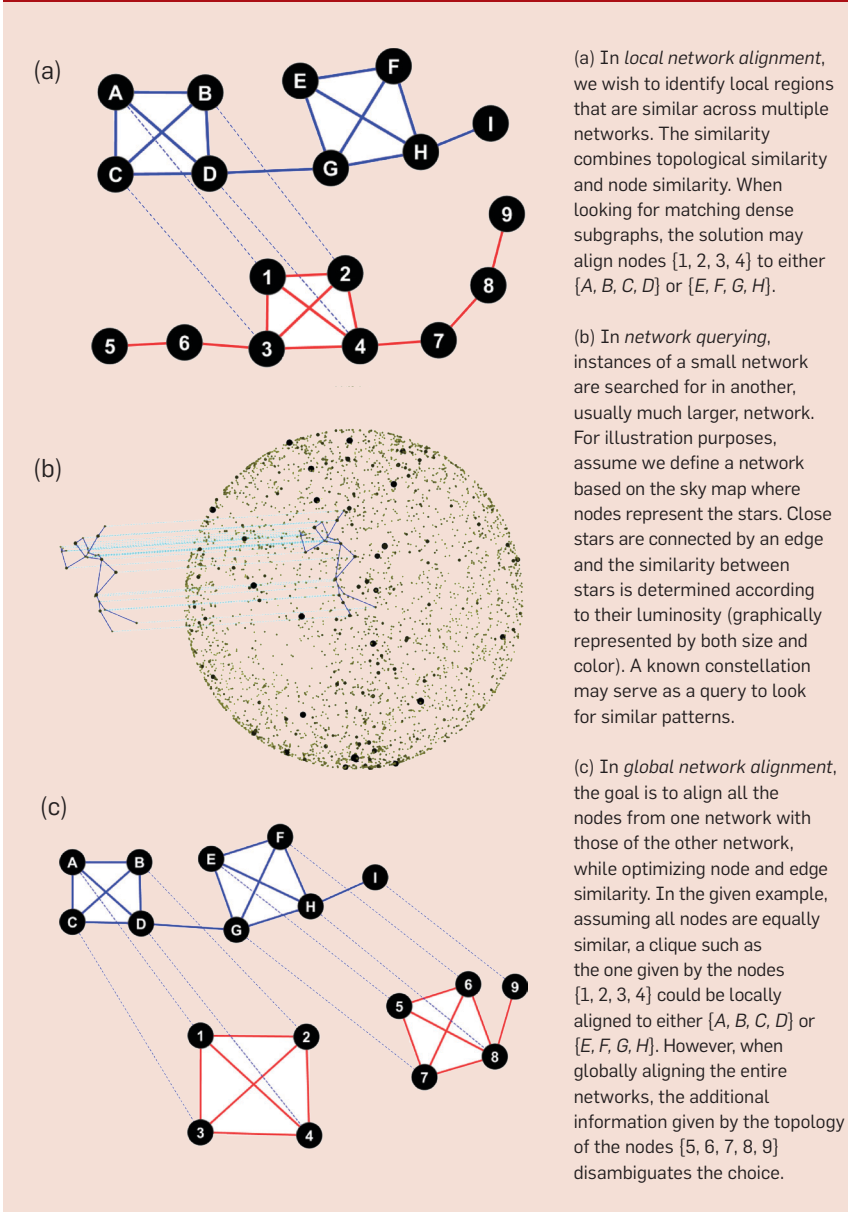 (a)
A
B
C
D
E
F
G
H
I
1
2
3
4
5
6
7
8
9
(a) In local network alignment,
we wish to identify local regions
that are similar across multiple
networks. The similarity
combines topological similarity
and node similarity. When
looking for matching dense
subgraphs, the solution may
align nodes {1, 2, 3, 4} to either
{A, B, C, D} or {E, F, G, H}.
(b)
(b) In network querying,
instances of a small network
are searched for in another,
usually much larger, network.
For illustration purposes,
assume we define a network
based on the sky map where
nodes represent the stars. Close
stars are connected by an edge
and the similarity between
stars is determined according
to their luminosity (graphically
represented by both size and
color). A known constellation
may serve as a query to look
for similar patterns.
(c)
A
B
C
D
E
F
G
H
I
1
2
3
4
5
6
7
8
9
(c) In global network alignment,
the goal is to align all the
nodes from one network with
those of the other network,
while optimizing node and edge
similarity. In the given example,
assuming all nodes are equally
similar, a clique such as
the one given by the nodes
{1, 2, 3, 4} could be locally
aligned to either {A, B, C, D} or
{E, F, G, H}. However, when
globally aligning the entire
networks, the additional
information given by the topology
of the nodes {5, 6, 7, 8, 9}
disambiguates the choice.